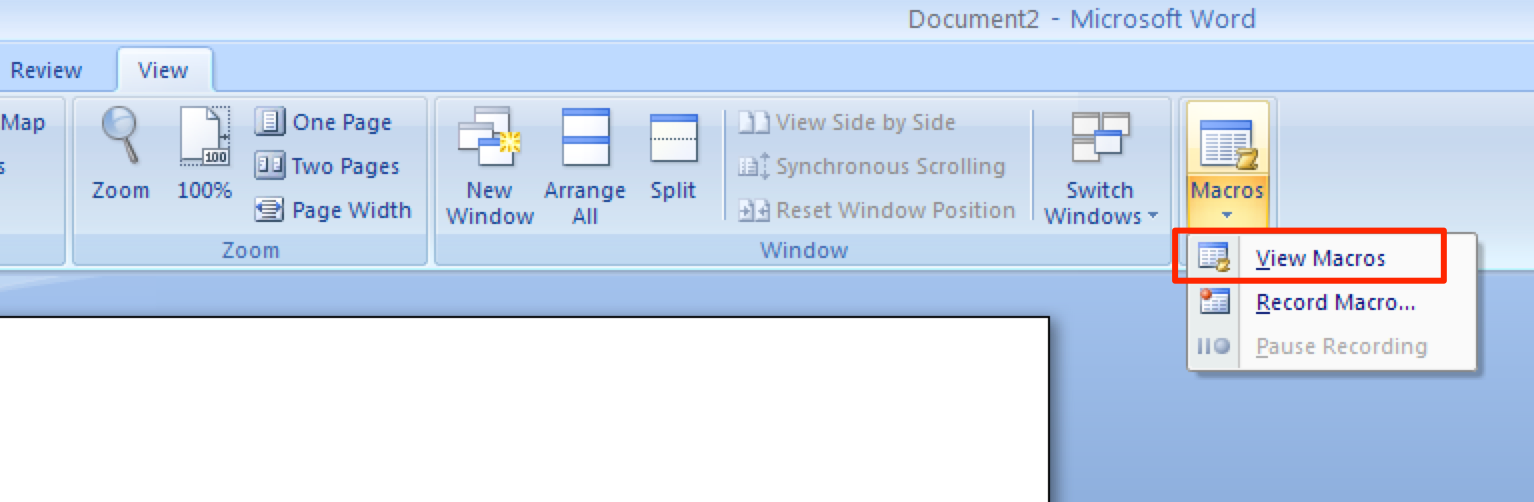 Document2 - Microsoft Word
Review View
Map
s
Zoom
100
100%
One Page
Two Pages
Page Width
Zoom
New
Window
Arrange
All
Split
View Side by Side
Synchronous Scrolling
Reset Window Position
Switch
Windows
Window
Macros
View Macros
Record Macro...
Pause Recording